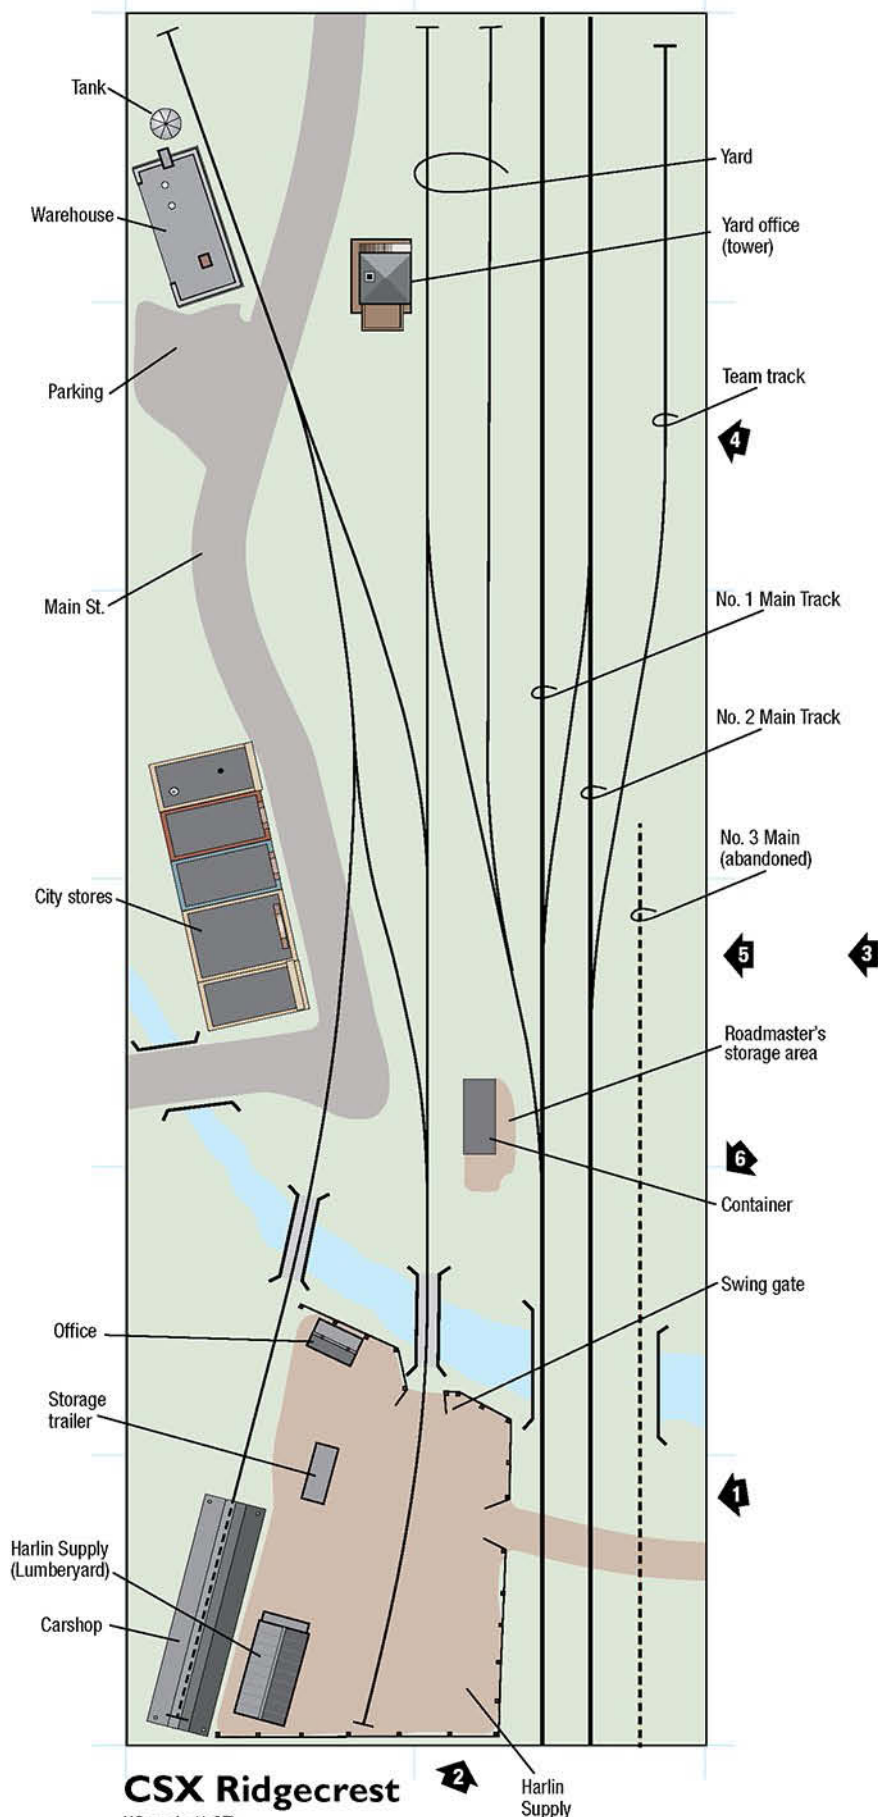 Tank
Warehouse
Parking
Main St.
City stores
Office
Storage
trailer
Harlin Supply
(Lumberyard)
Carshop
Yard
Yard office
(tower)
Team track
4
No. 1 Main Track
No. 2 Main Track
No. 3 Main
(abandoned)
5
3
Roadmaster's
storage area
6
Container
Swing gate
1
CSX Ridgecrest
2
Harlin
Supply